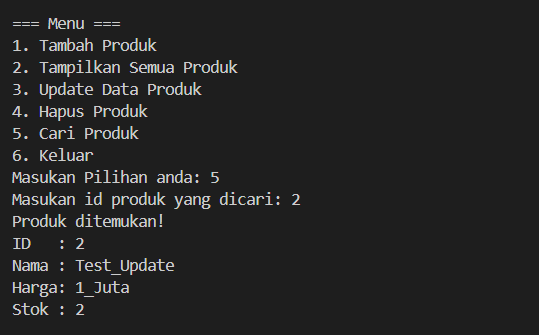 === Menu ===
1. Tambah Produk
2. Tampilkan Semua Produk
3. Update Data Produk
4. Hapus Produk
5. Cari Produk
6. Keluar
Masukan Pilihan anda: 5
Masukan id produk yang dicari: 2
Produk ditemukan!
ID   : 2
Nama : Test_Update
Harga: 1_Juta
Stok : 2